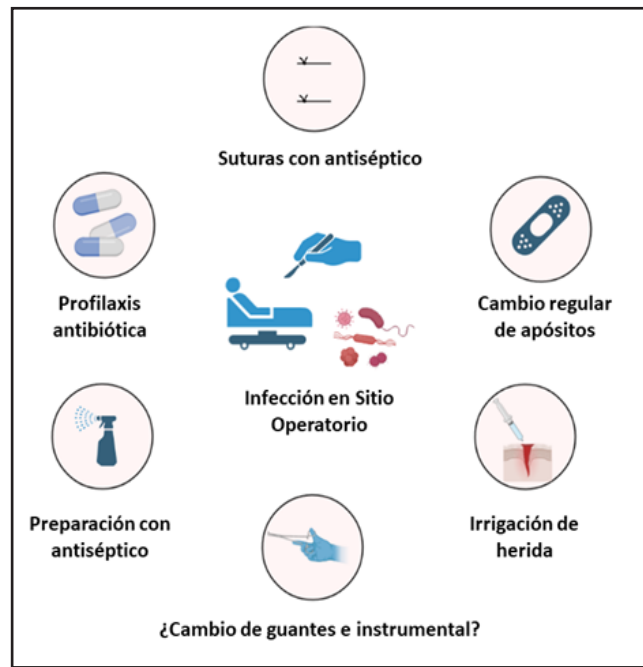 Suturas con antiséptico
Profilaxis
antibiótica
Cambio regular
de apósitos
Infección en Sitio
Operatorio
Preparación con
antiséptico
Irrigación de
herida
¿Cambio de guantes e instrumental?